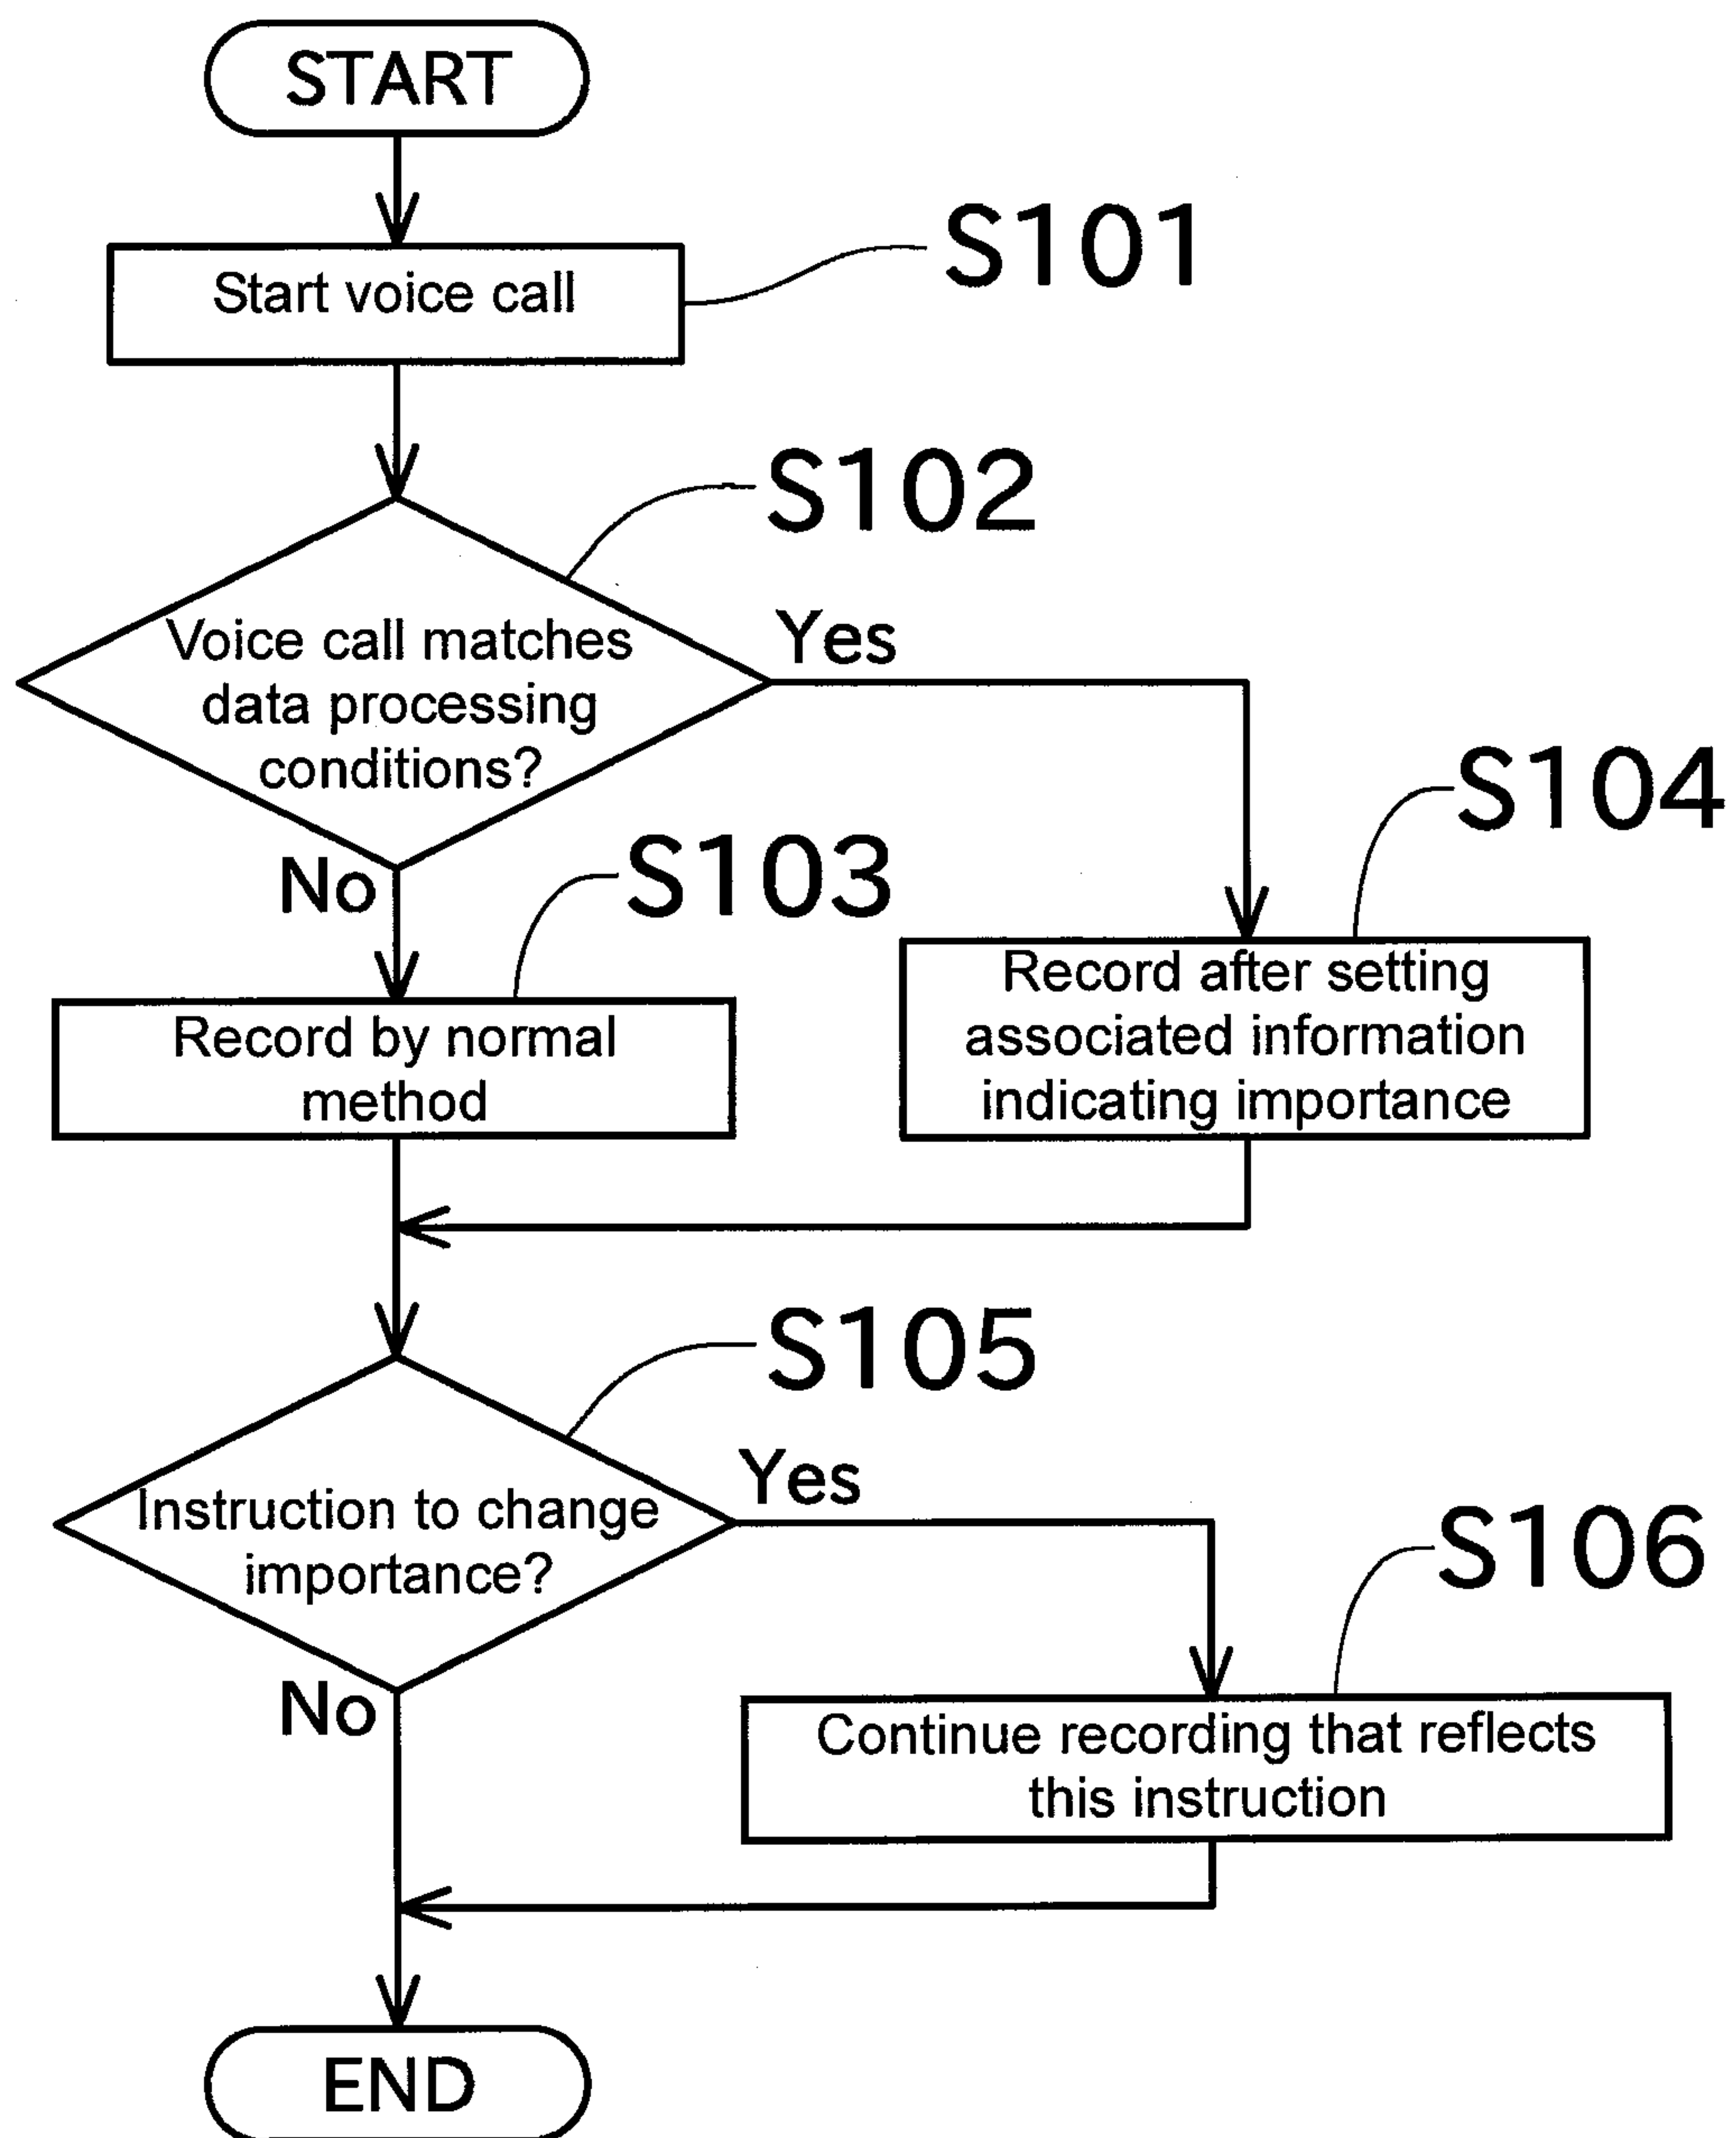 START
S101
Start voice call
S102
Voice call matches
data processing
conditions?
Yes
No
S103
Record by normal
method
S104
Record after setting
associated information
indicating importance
S105
Instruction to change
importance?
Yes
No
S106
Continue recording that reflects
this instruction
END